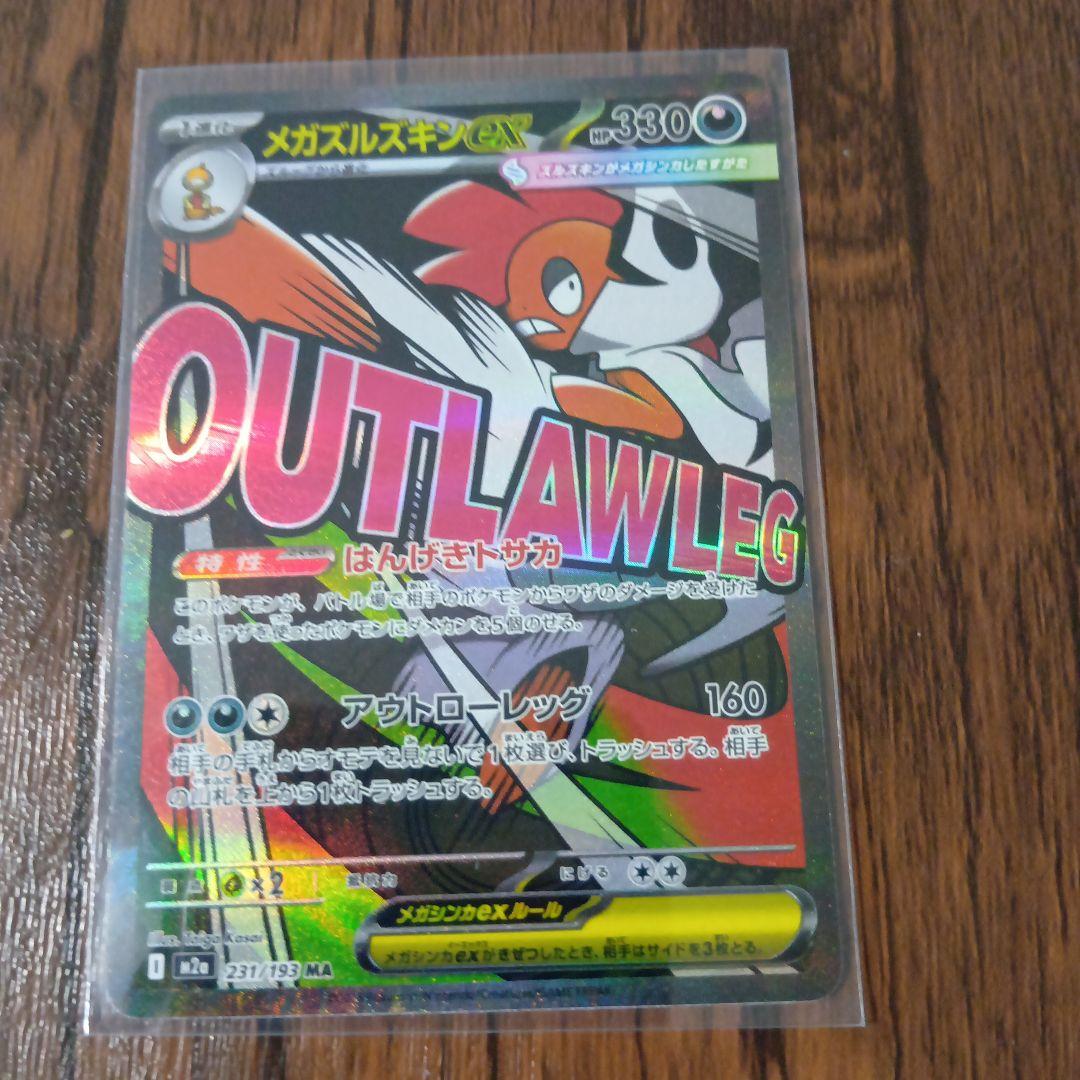 1進化
メガズルズキンex
HP330
ズルズキンがメガシンカしたすがた
OUTLAWLEG
特性
はんげきトサカ
このポケモンが、バトル場で相手のポケモンからワザのダメージを受けた
とき、ワザを使ったポケモンにダメカンを5個のせる。
アウトローレッグ 160
相手の手札からオモテを見ないで1枚選び、トラッシュする。相手
の山札を上から1枚トラッシュする。
弱点 ×2 抵抗力 にげる
メガシンカexルール
メガシンカexがきぜつしたとき、相手はサイドを3枚とる。
M2a 231/193 MA